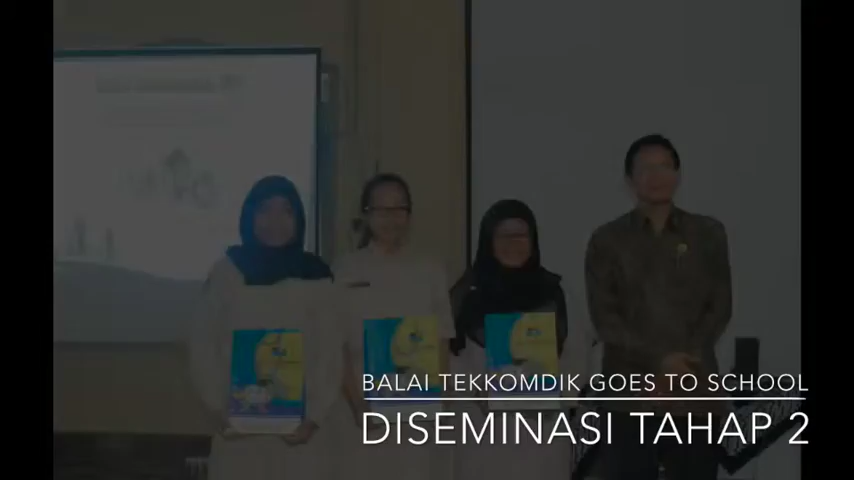 BALAI TEKKOMDIK GOES TO SCHOOL
DISEMINASI TAHAP 2